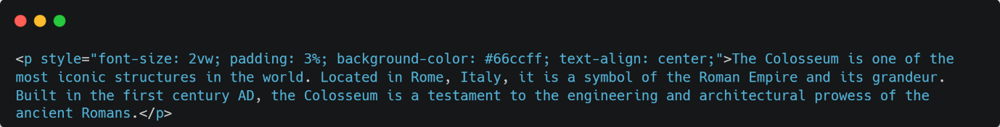 <p style="font-size: 2vw; padding: 3%; background-color: #66ccff; text-align: center;">The Colosseum is one of the
most iconic structures in the world. Located in Rome, Italy, it is a symbol of the Roman Empire and its grandeur.
Built in the first century AD, the Colosseum is a testament to the engineering and architectural prowess of the
ancient Romans.</p>